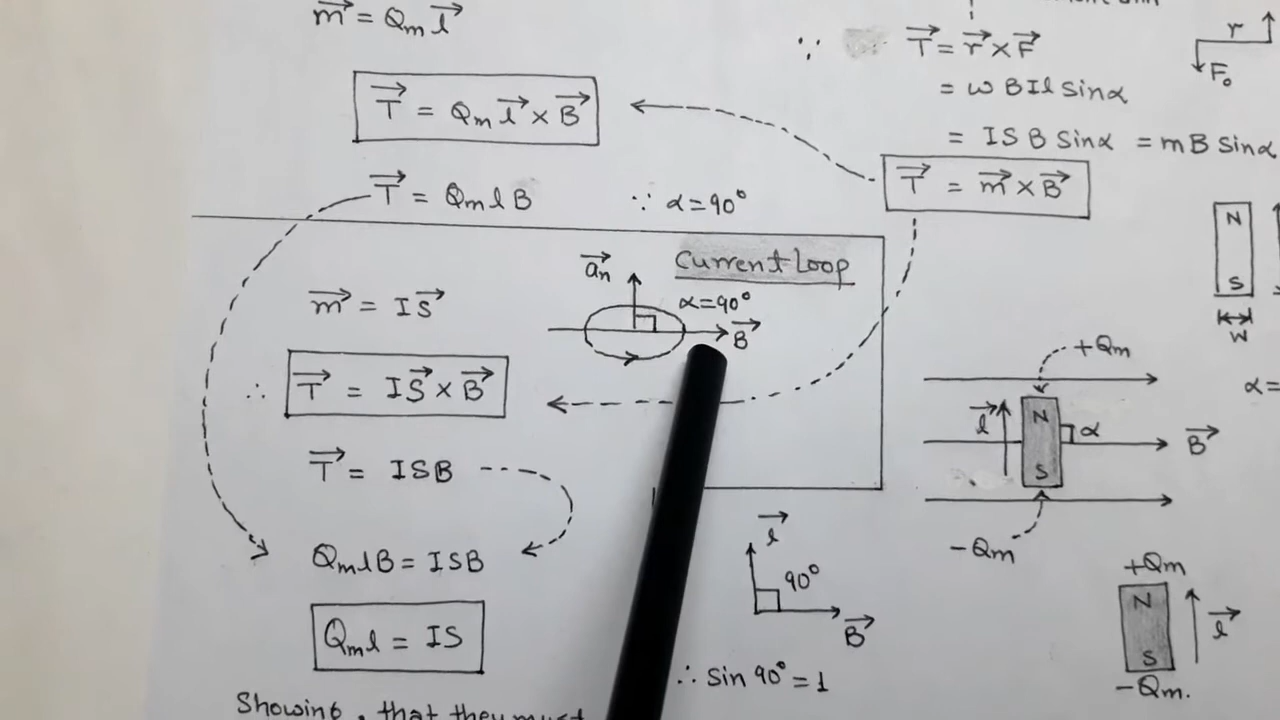 m⃗ = Qm l⃗
T⃗ = Qm l⃗ × B⃗
T⃗ = Qm l B ∵ α = 90°
∵ T⃗ = r⃗ × F⃗
= w B I l Sinα
= I S B Sinα = m B Sinα
T⃗ = m⃗ × B⃗
r
F₀
Current Loop
a⃗n
α = 90°
B⃗
m⃗ = I S⃗
∴ T⃗ = I S⃗ × B⃗
T⃗ = I S B
Qm l B = I S B
Qm l = I S
Showing, that they must
l⃗
90°
B⃗
∴ Sin 90° = 1
N
S
W
α =
+Qm
l⃗
N
S
α
B⃗
-Qm
+Qm
N
S
l⃗
-Qm.